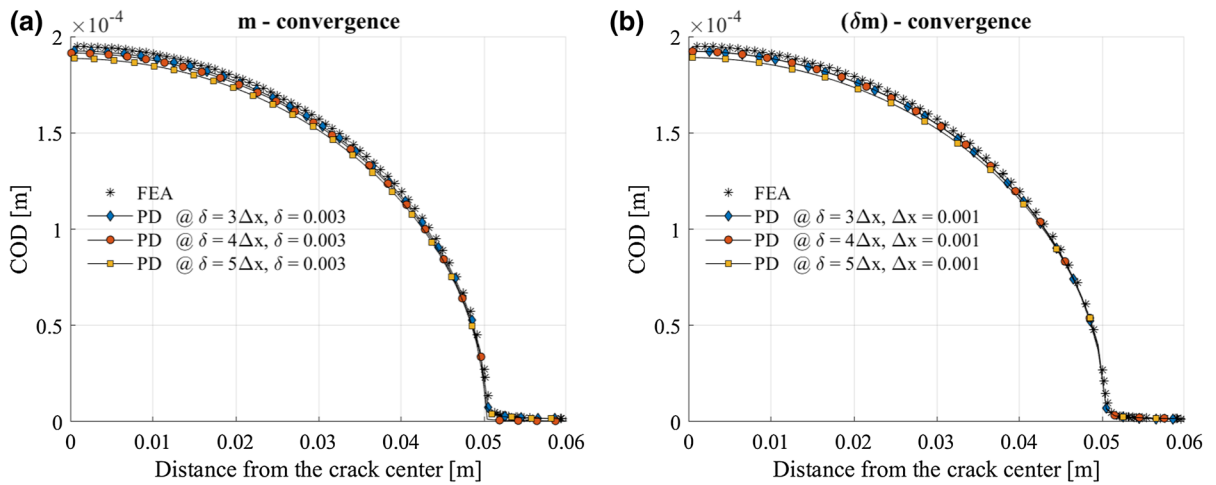 (a)
×10⁻⁴
m - convergence
2
1.5
1
0.5
0
COD [m]
FEA
PD @ δ = 3Δx, δ = 0.003
PD @ δ = 4Δx, δ = 0.003
PD @ δ = 5Δx, δ = 0.003
0 0.01 0.02 0.03 0.04 0.05 0.06
Distance from the crack center [m]
(b)
×10⁻⁴
(δm) - convergence
2
1.5
1
0.5
0
COD [m]
FEA
PD @ δ = 3Δx, Δx = 0.001
PD @ δ = 4Δx, Δx = 0.001
PD @ δ = 5Δx, Δx = 0.001
0 0.01 0.02 0.03 0.04 0.05 0.06
Distance from the crack center [m]